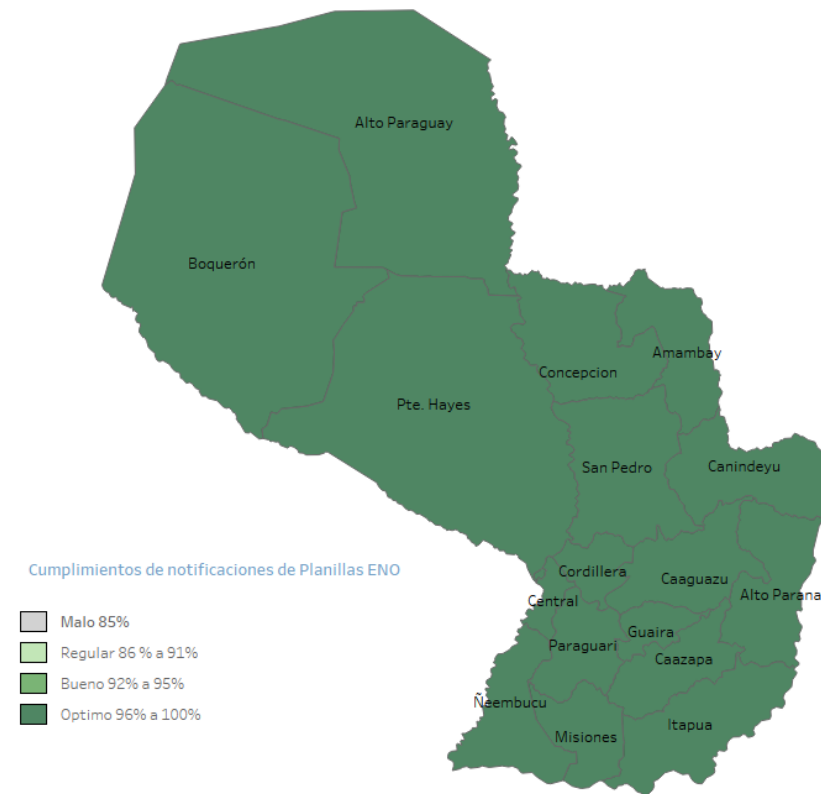 Alto Paraguay
Boquerón
Amambay
Concepcion
Pte. Hayes
San Pedro
Canindeyu
Cordillera
Caaguazu
Alto Parana
Central
Guaira
Paraguari
Caazapa
Ñeembucu
Itapua
Misiones
Cumplimientos de notificaciones de Planillas ENO
Malo 85%
Regular 86 % a 91%
Bueno 92% a 95%
Optimo 96% a 100%